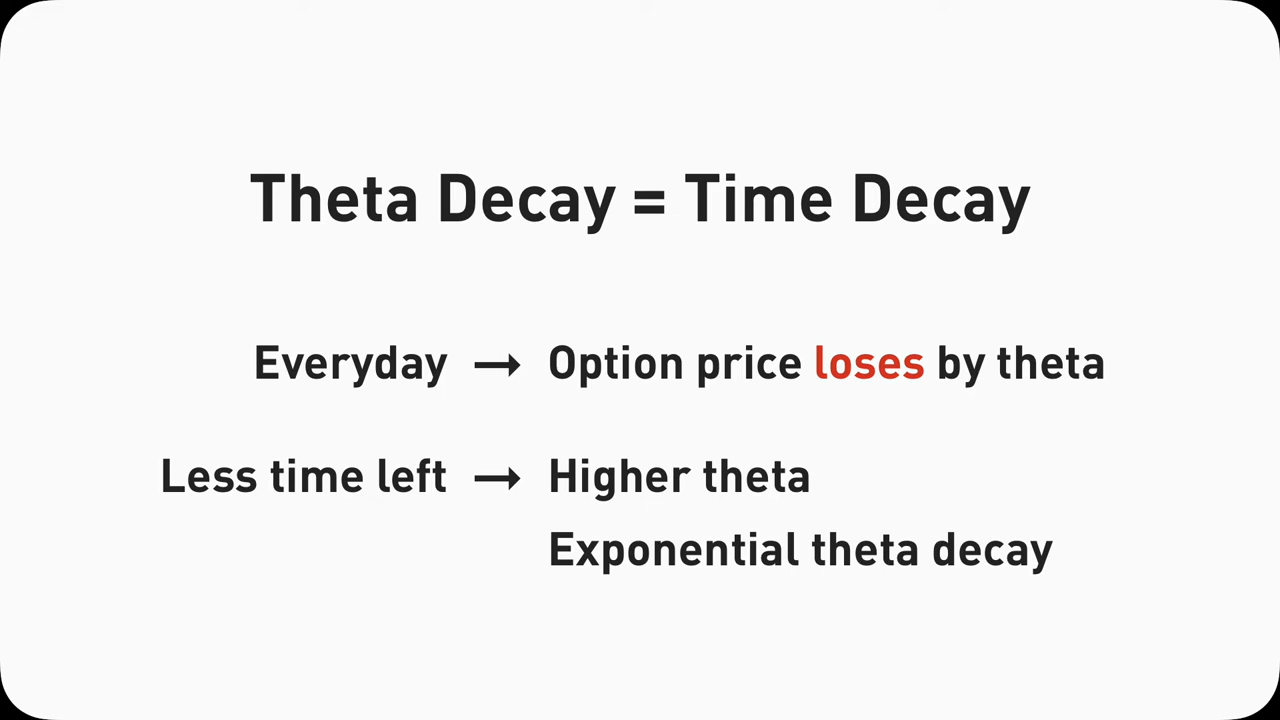 Theta Decay = Time Decay
Everyday → Option price loses by theta
Less time left → Higher theta
Exponential theta decay